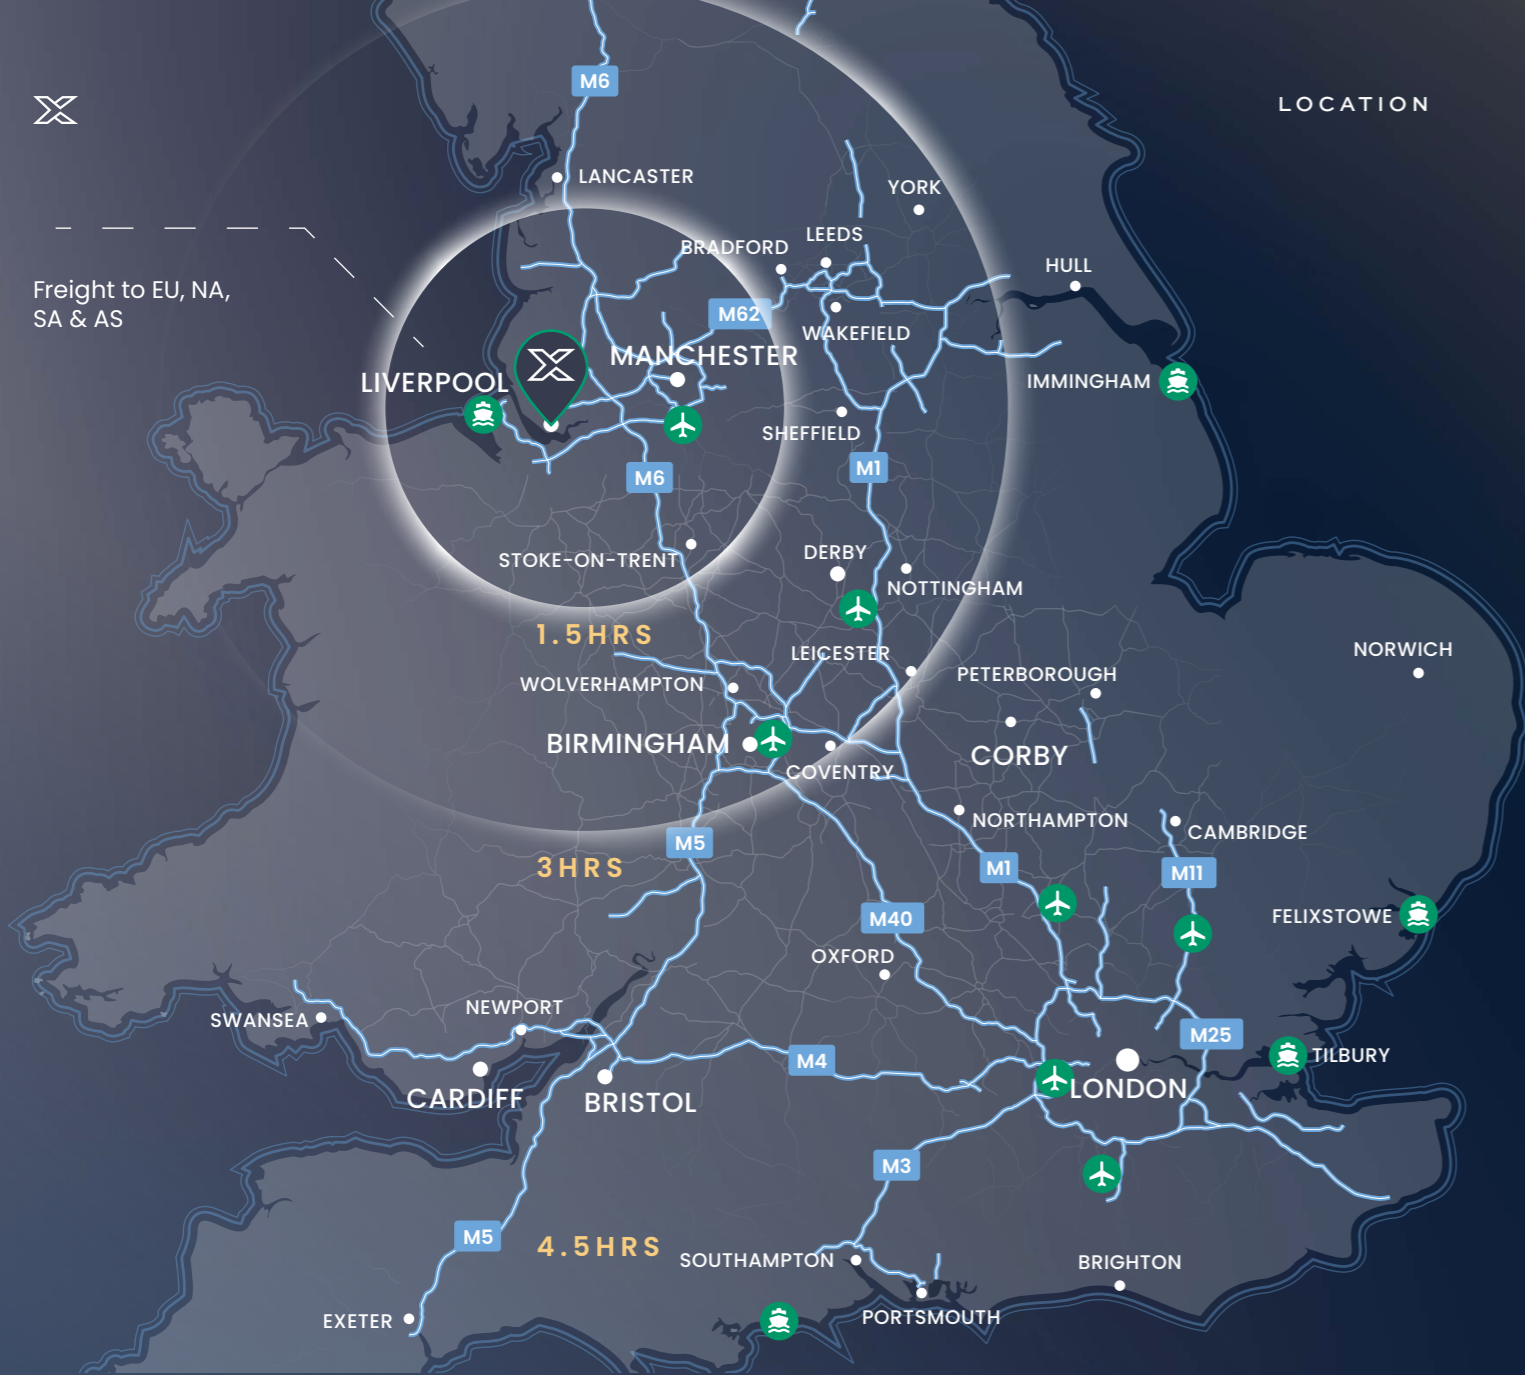 M6
LOCATION
LANCASTER
YORK
LEEDS
BRADFORD
HULL
Freight to EU, NA,
SA & AS
M62
WAKEFIELD
MANCHESTER
LIVERPOOL
IMMINGHAM
SHEFFIELD
M1
M6
STOKE-ON-TRENT
DERBY
NOTTINGHAM
1.5HRS
LEICESTER
NORWICH
PETERBOROUGH
WOLVERHAMPTON
BIRMINGHAM
CORBY
COVENTRY
NORTHAMPTON
CAMBRIDGE
M5
3HRS
M1
M11
M40
FELIXSTOWE
OXFORD
NEWPORT
SWANSEA
M25
TILBURY
M4
CARDIFF
BRISTOL
LONDON
M3
M5
4.5HRS
SOUTHAMPTON
BRIGHTON
EXETER
PORTSMOUTH